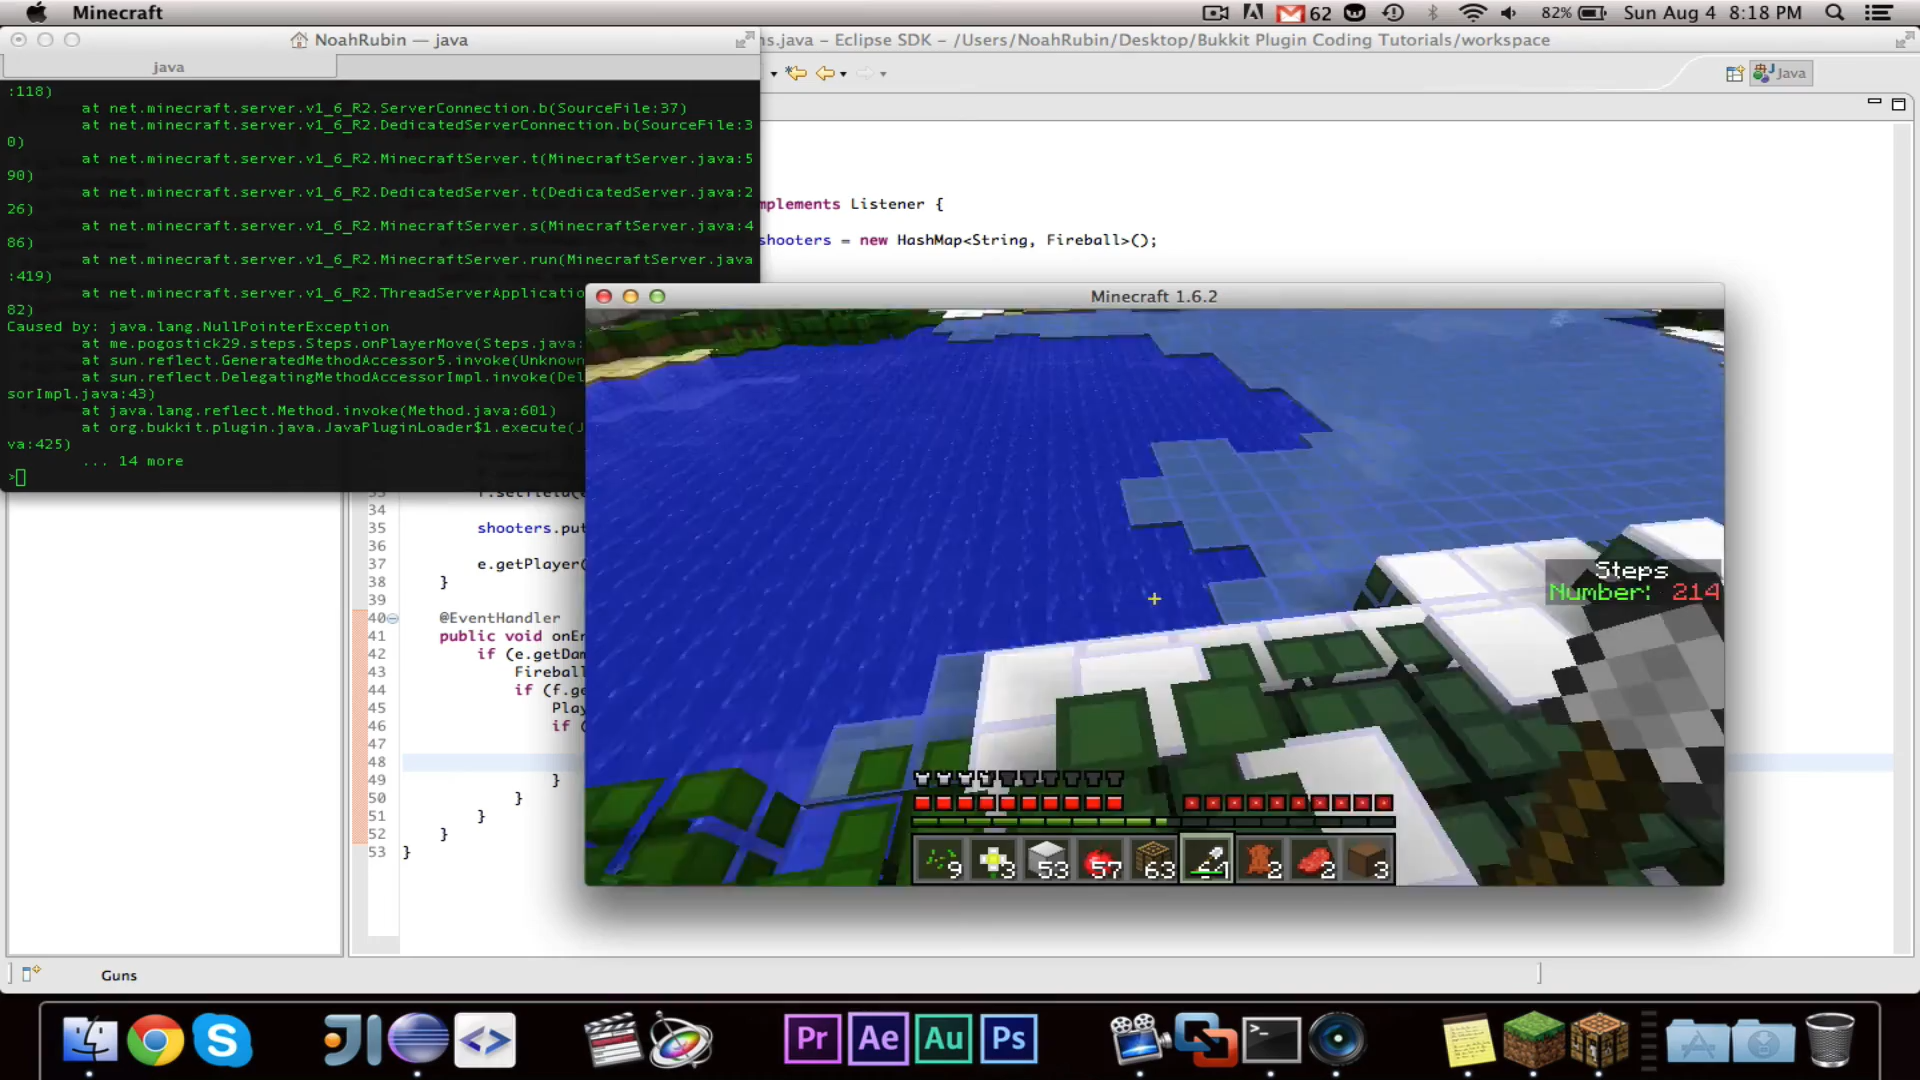 Minecraft
62
82%
Sun Aug 4 8:18 PM
NoahRubin — java
ns.java – Eclipse SDK – /Users/NoahRubin/Desktop/Bukkit Plugin Coding Tutorials/workspace
java
Java
:118)
at net.minecraft.server.v1_6_R2.ServerConnection.b(SourceFile:37)
at net.minecraft.server.v1_6_R2.DedicatedServerConnection.b(SourceFile:3
0)
at net.minecraft.server.v1_6_R2.MinecraftServer.t(MinecraftServer.java:5
90)
at net.minecraft.server.v1_6_R2.DedicatedServer.t(DedicatedServer.java:2
26)
at net.minecraft.server.v1_6_R2.MinecraftServer.s(MinecraftServer.java:4
86)
at net.minecraft.server.v1_6_R2.MinecraftServer.run(MinecraftServer.java
:419)
at net.minecraft.server.v1_6_R2.ThreadServerApplicatio
82)
Caused by: java.lang.NullPointerException
at me.pogostick29.steps.Steps.onPlayerMove(Steps.java:
at sun.reflect.GeneratedMethodAccessor5.invoke(Unknown
at sun.reflect.DelegatingMethodAccessorImpl.invoke(Del
sorImpl.java:43)
at java.lang.reflect.Method.invoke(Method.java:601)
at org.bukkit.plugin.java.JavaPluginLoader$1.execute(J
va:425)
... 14 more
>
mplements Listener {
shooters = new HashMap<String, Fireball>();
Minecraft 1.6.2
34
35 shooters.put
36
37 e.getPlayer(
38 }
39
40 @EventHandler
41 public void onEn
42 if (e.getDam
43 Fireball
44 if (f.ge
45 Play
46 if (
47
48
49 }
50 }
51 }
52 }
53 }
Steps
Number: 214
9
3
53
57
63
2
2
3
Guns
Pr
Ae
Au
Ps